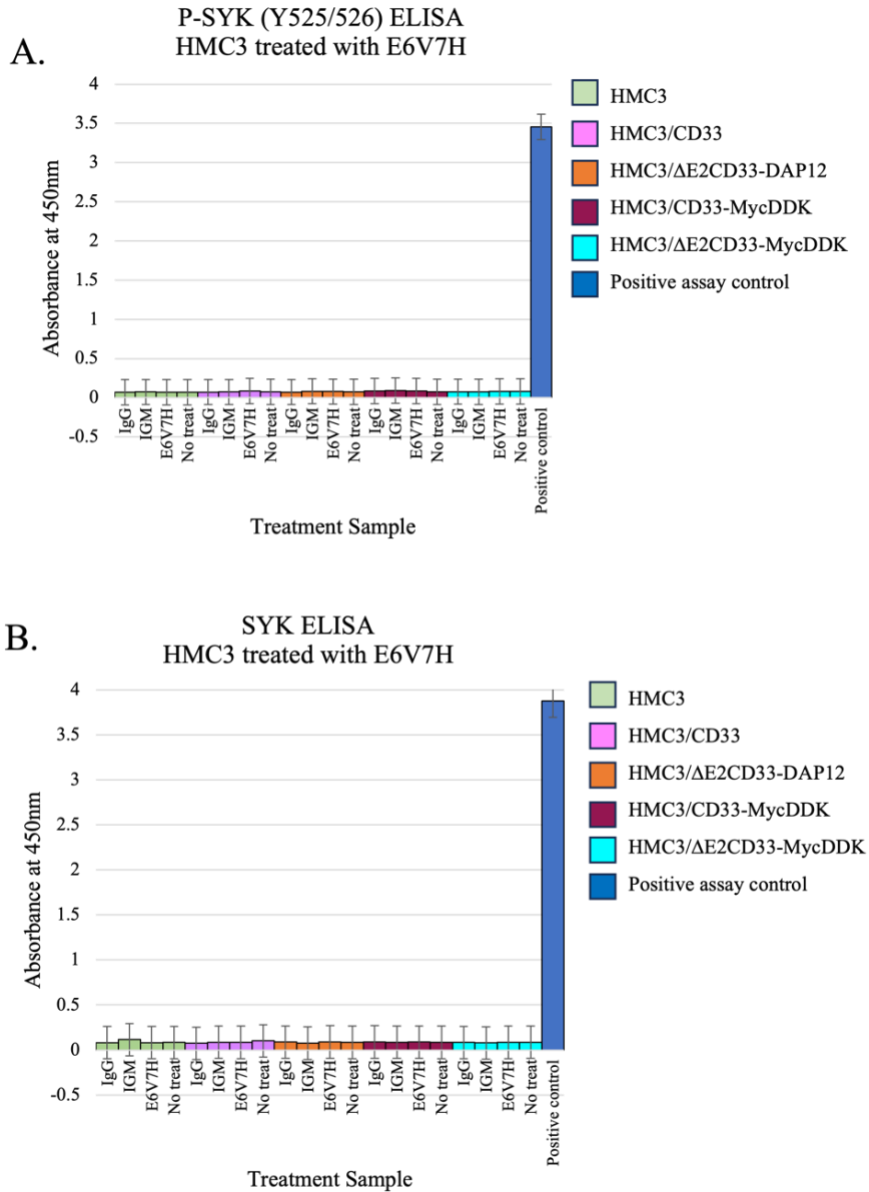 A.
P-SYK (Y525/526) ELISA
HMC3 treated with E6V7H
Absorbance at 450nm
4
3.5
3
2.5
2
1.5
1
0.5
0
-0.5
IgG
IGM
E6V7H
No treat
IgG
IGM
E6V7H
No treat
IgG
IGM
E6V7H
No treat
IgG
IGM
E6V7H
No treat
IgG
IGM
E6V7H
No treat
Positive control
Treatment Sample
HMC3
HMC3/CD33
HMC3/ΔE2CD33-DAP12
HMC3/CD33-MycDDK
HMC3/ΔE2CD33-MycDDK
Positive assay control
B.
SYK ELISA
HMC3 treated with E6V7H
Absorbance at 450nm
4
3.5
3
2.5
2
1.5
1
0.5
0
-0.5
IgG
IGM
E6V7H
No treat
IgG
IGM
E6V7H
No treat
IgG
IGM
E6V7H
No treat
IgG
IGM
E6V7H
No treat
IgG
IGM
E6V7H
No treat
Positive control
Treatment Sample
HMC3
HMC3/CD33
HMC3/ΔE2CD33-DAP12
HMC3/CD33-MycDDK
HMC3/ΔE2CD33-MycDDK
Positive assay control